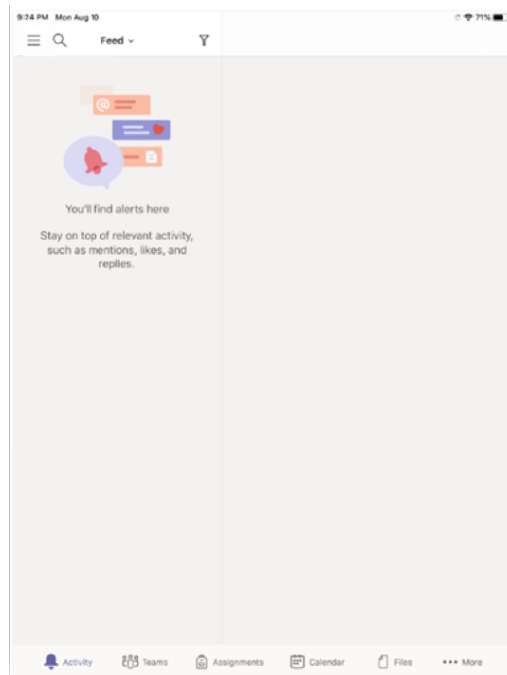 9:24 PM Mon Aug 10
71%
Feed
@
You'll find alerts here
Stay on top of relevant activity,
such as mentions, likes, and
replies.
Activity
Teams
Assignments
Calendar
Files
••• More